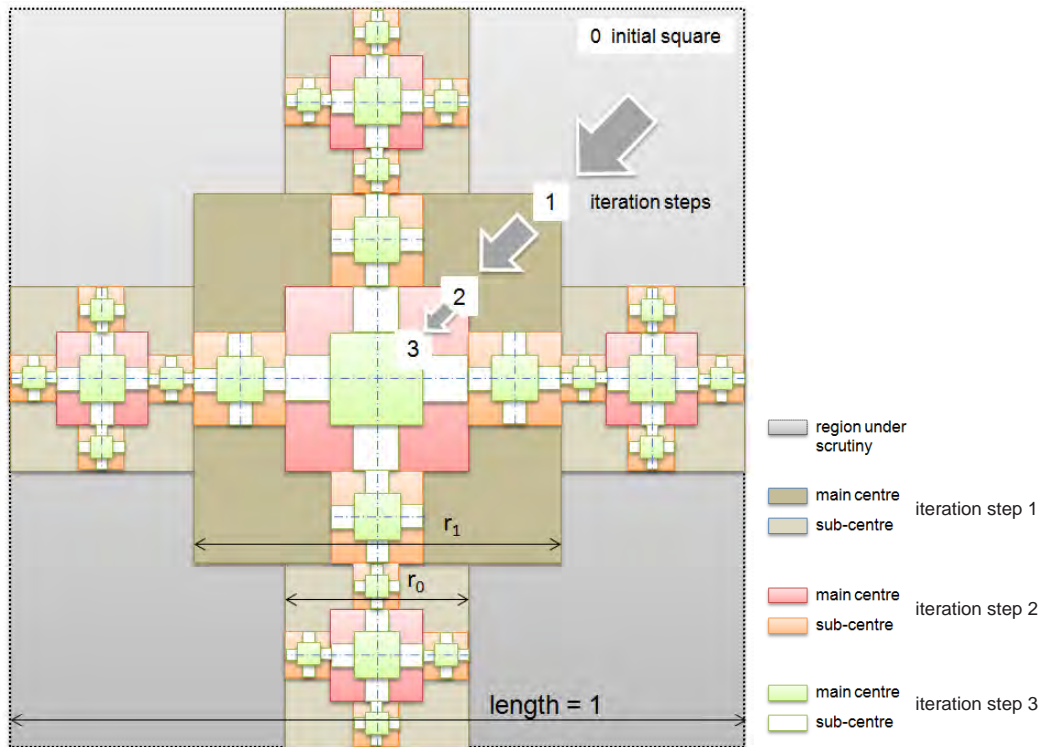 0 initial square
1
iteration steps
2
3
r1
r0
length = 1
region under
scrutiny
main centre
sub-centre
iteration step 1
main centre
sub-centre
iteration step 2
main centre
sub-centre
iteration step 3